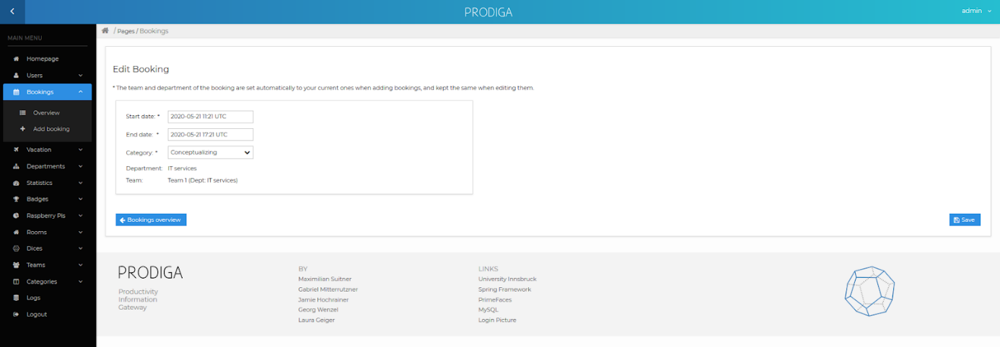 PRODIGA
admin
MAIN MENU
Homepage
Users
Bookings
Overview
Add booking
Vacation
Departments
Statistics
Badges
Raspberry Pis
Rooms
Dices
Teams
Categories
Logs
Logout
/ Pages / Bookings
Edit Booking
* The team and department of the booking are set automatically to your current ones when adding bookings, and kept the same when editing them.
Start date: * 2020-05-21 11:21 UTC
End date: * 2020-05-21 17:21 UTC
Category: * Conceptualizing
Department: IT services
Team: Team 1 (Dept: IT services)
Bookings overview
Save
PRODIGA
Productivity
Information
Gateway
BY
Maximilian Suitner
Gabriel Mitterrutzner
Jamie Hochrainer
Georg Wenzel
Laura Geiger
LINKS
University Innsbruck
Spring Framework
PrimeFaces
MySQL
Login Picture